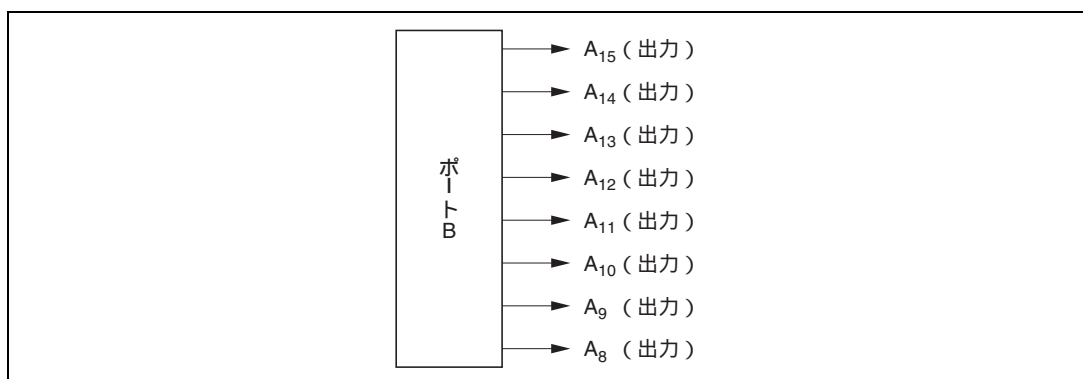 ポートB
A15 ( 出力 )
A14 ( 出力 )
A13 ( 出力 )
A12 ( 出力 )
A11 ( 出力 )
A10 ( 出力 )
A9 ( 出力 )
A8 ( 出力 )